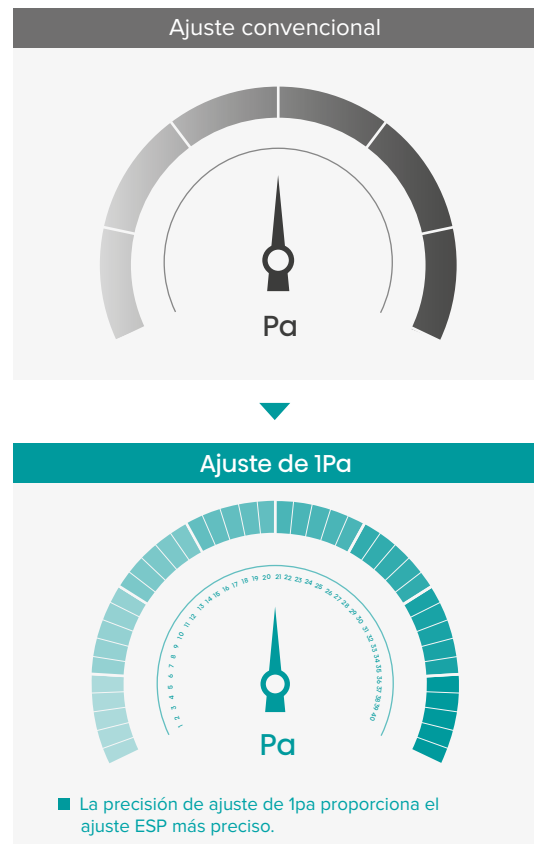 Ajuste convencional
Pa
Ajuste de 1Pa
1 2 3 4 5 6 7 8 9 10 11 12 13 14 15 16 17 18 19 20 21 22 23 24 25 26 27 28 29 30 31 32 33 34 35 36 37 38 39 40
Pa
La precisión de ajuste de 1pa proporciona el
ajuste ESP más preciso.